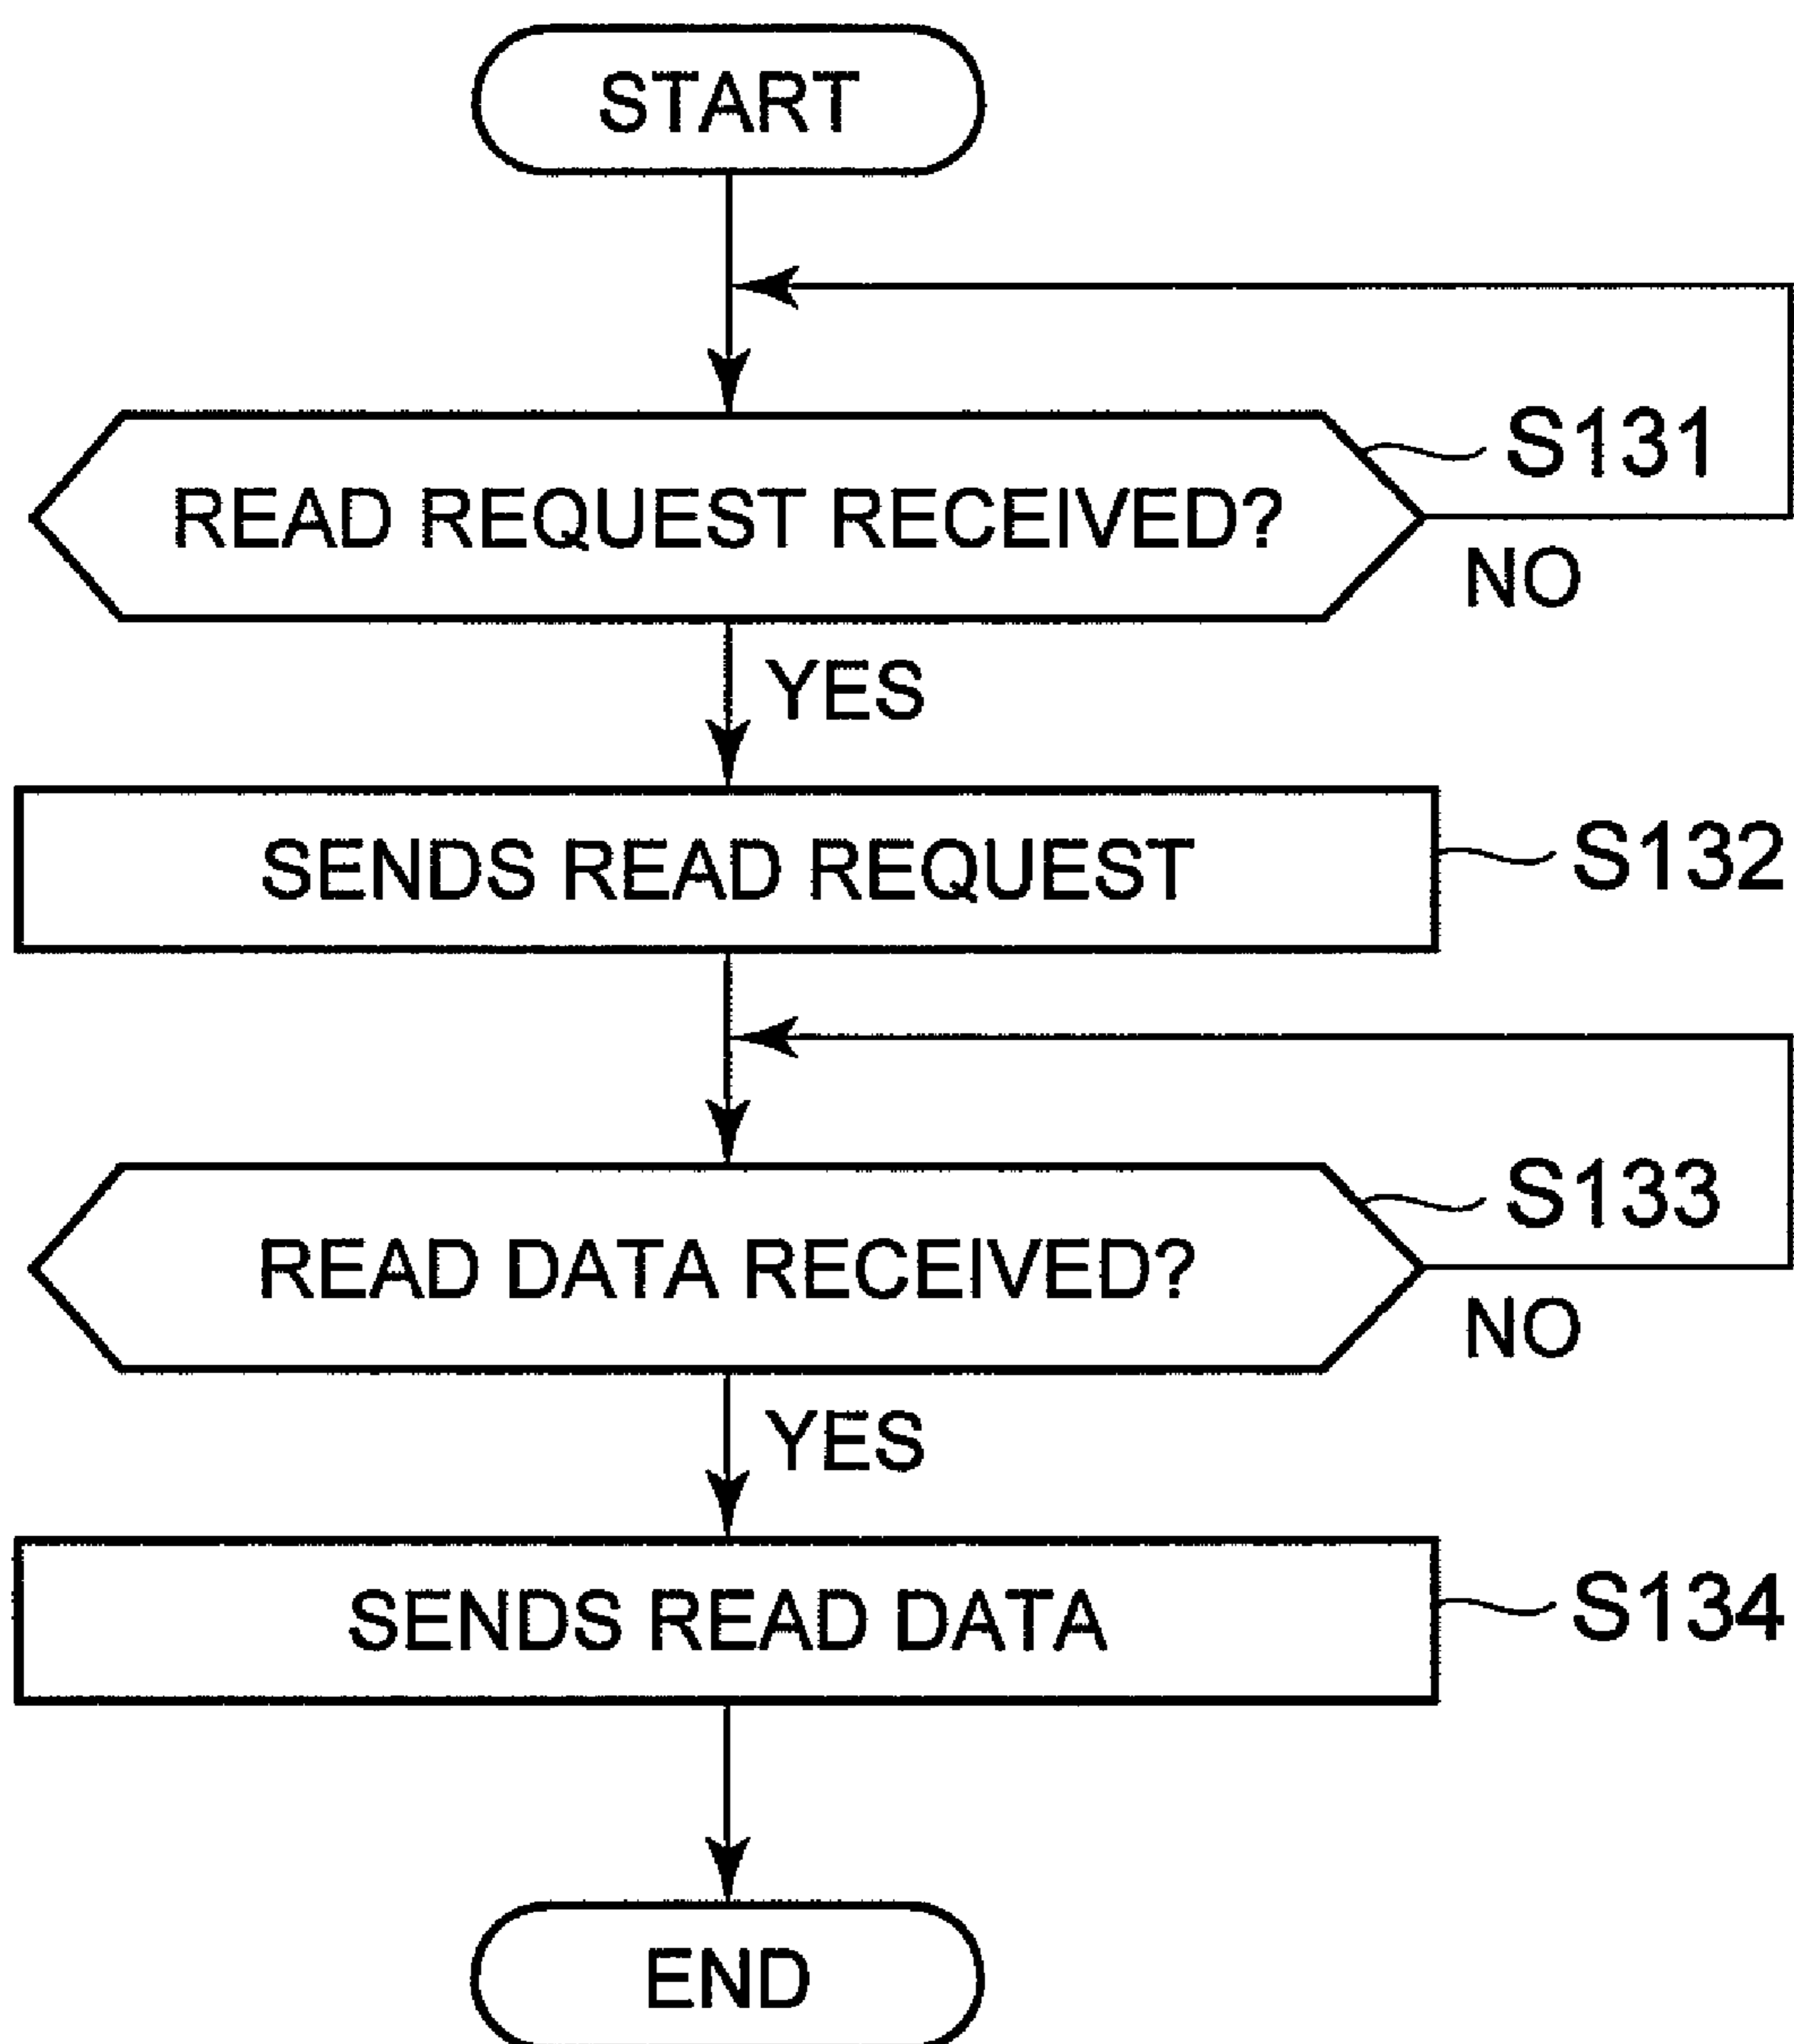 START
S131
READ REQUEST RECEIVED?
NO
YES
SENDS READ REQUEST
S132
S133
READ DATA RECEIVED?
NO
YES
SENDS READ DATA
S134
END